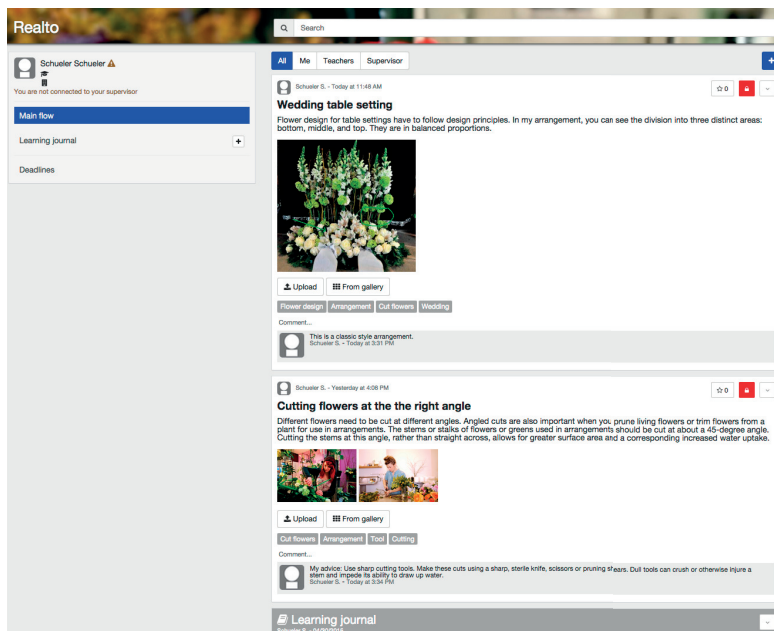 Realto
Search
Schueler Schueler
You are not connected to your supervisor
Main flow
Learning journal
Deadlines
All Me Teachers Supervisor
Schueler S. - Today at 11:48 AM
0
Wedding table setting
Flower design for table settings have to follow design principles. In my arrangement, you can see the division into three distinct areas:
bottom, middle, and top. They are in balanced proportions.
Upload From gallery
Flower design Arrangement Cut flowers Wedding
Comment...
This is a classic style arrangement.
Schueler S. - Today at 3:31 PM
Schueler S. - Yesterday at 4:08 PM
0
Cutting flowers at the the right angle
Different flowers need to be cut at different angles. Angled cuts are also important when you prune living flowers or trim flowers from a
plant for use in arrangements. The stems or stalks of flowers or greens used in arrangements should be cut at about a 45-degree angle.
Cutting the stems at this angle, rather than straight across, allows for greater surface area and a corresponding increased water uptake.
Upload From gallery
Cut flowers Arrangement Tool Cutting
Comment...
My advice: Use sharp cutting tools. Make these cuts using a sharp, sterile knife, scissors or pruning shears. Dull tools can crush or otherwise injure a
stem and impede its ability to draw up water.
Schueler S. - Today at 3:34 PM
Learning journal